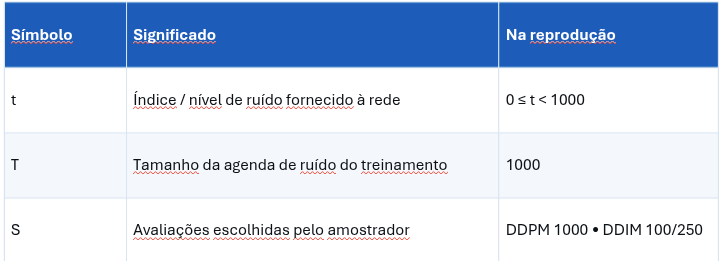 Símbolo Significado Na reprodução
t Índice / nível de ruído fornecido à rede 0 ≤ t < 1000
T Tamanho da agenda de ruído do treinamento 1000
S Avaliações escolhidas pelo amostrador DDPM 1000 • DDIM 100/250